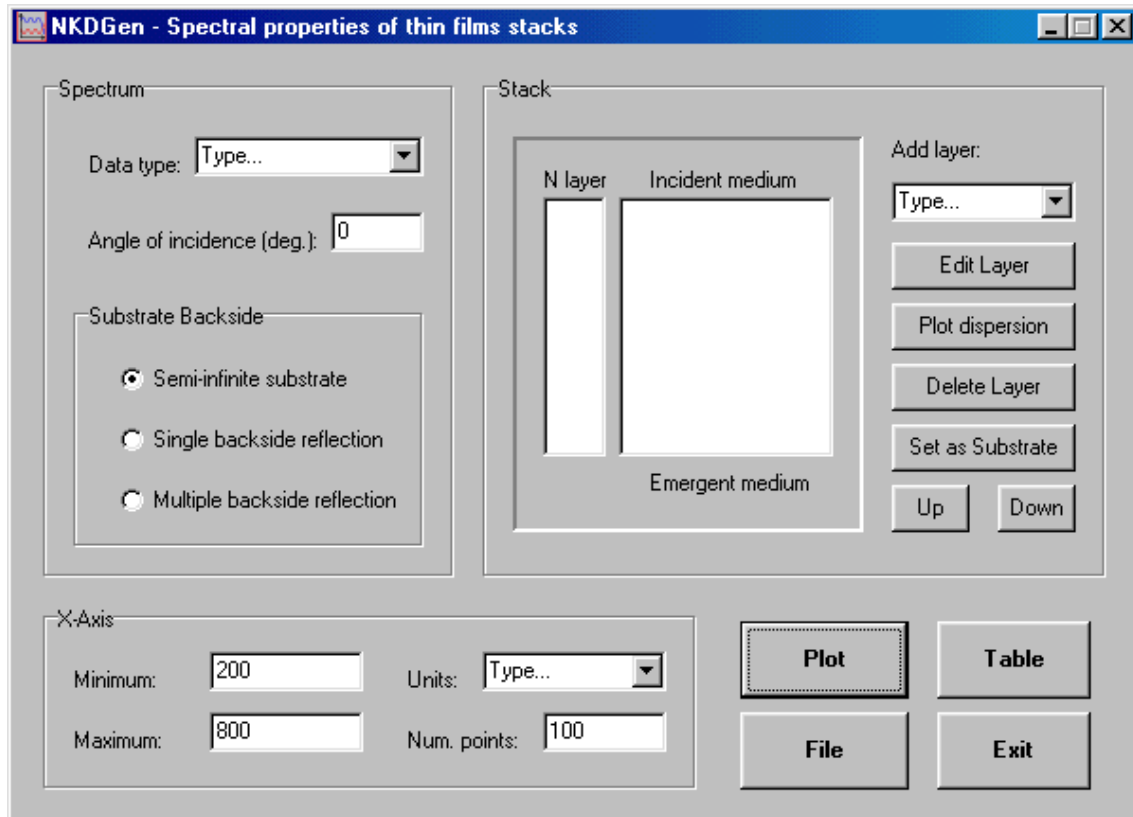 NKDGen - Spectral properties of thin films stacks
Spectrum
Data type: Type...
Angle of incidence (deg.): 0
Substrate Backside
Semi-infinite substrate
Single backside reflection
Multiple backside reflection
Stack
N layer Incident medium
Emergent medium
Add layer:
Type...
Edit Layer
Plot dispersion
Delete Layer
Set as Substrate
Up Down
X-Axis
Minimum: 200 Units: Type...
Maximum: 800 Num. points: 100
Plot Table
File Exit